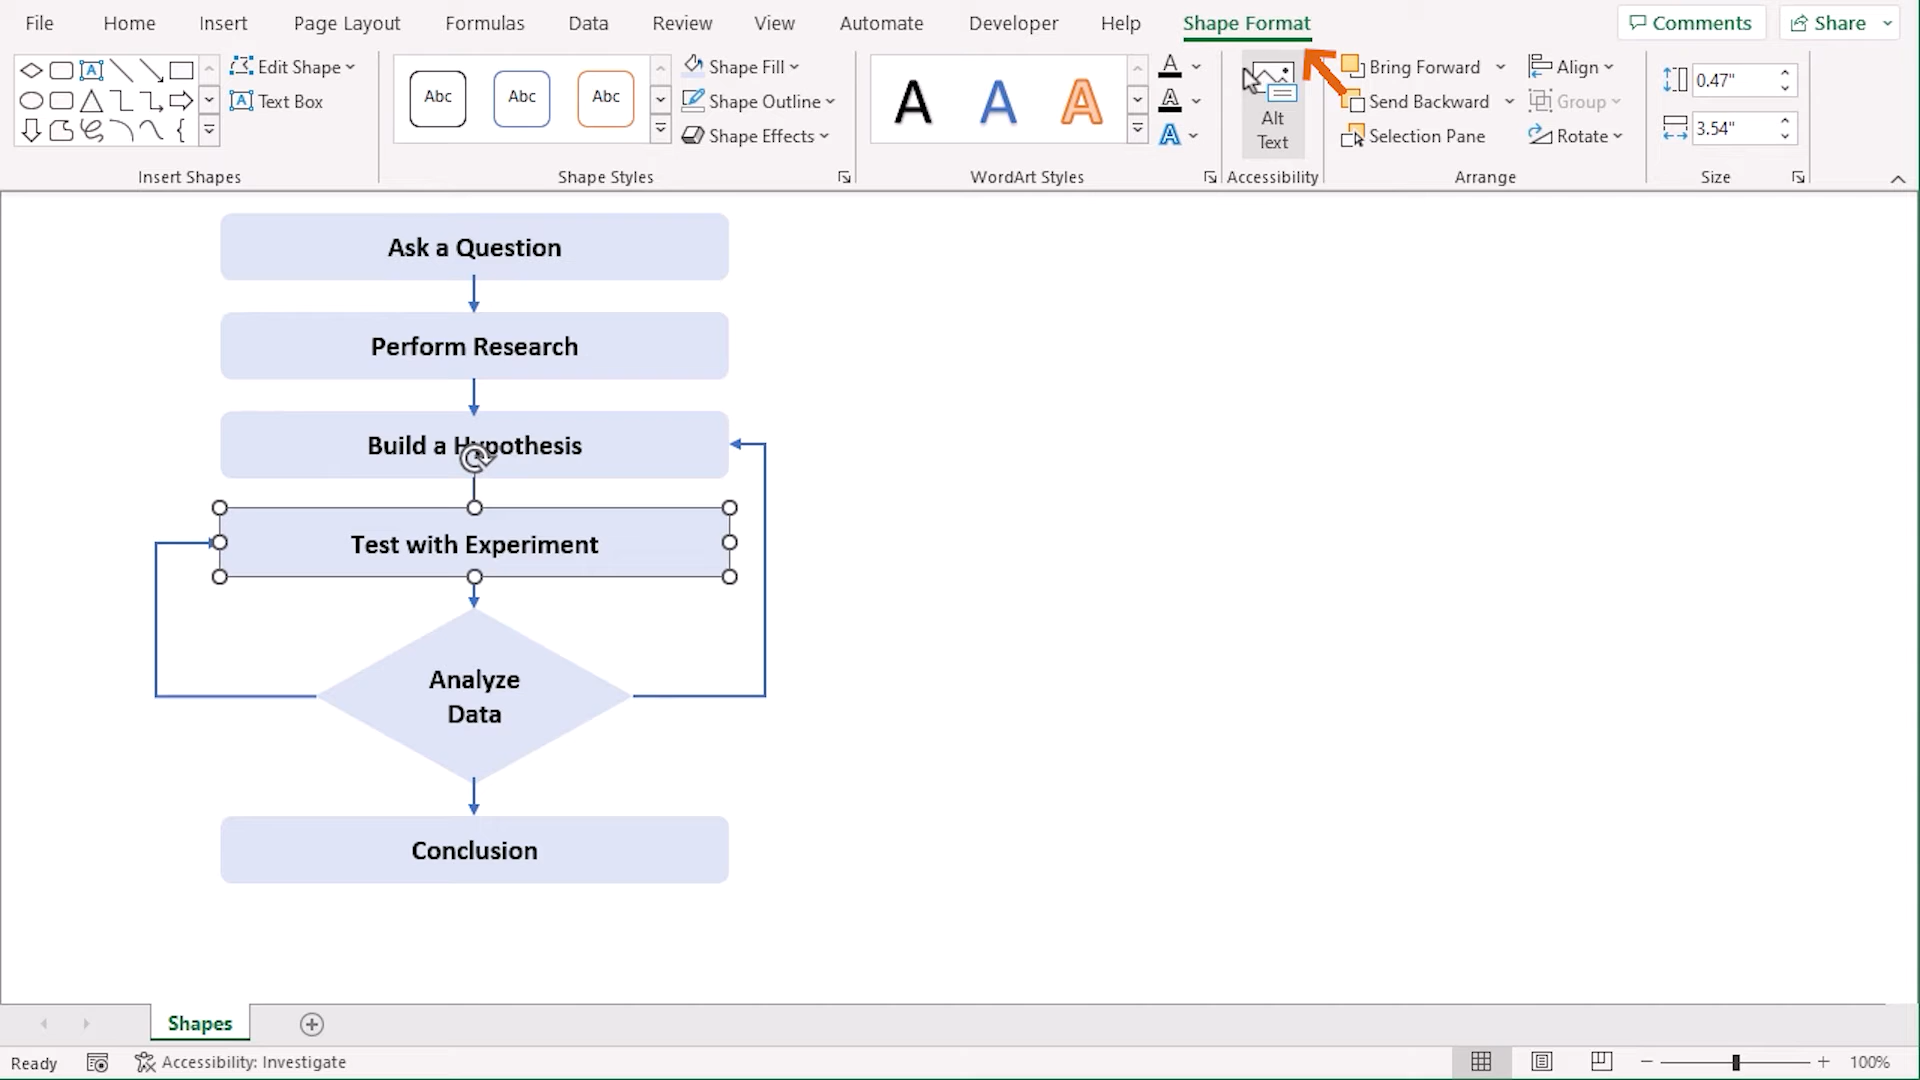 File Home Insert Page Layout Formulas Data Review View Automate Developer Help Shape Format Comments Share
Edit Shape
Text Box
Insert Shapes
Abc Abc Abc
Shape Fill
Shape Outline
Shape Effects
Shape Styles
A A A
A
A
A
WordArt Styles
Alt
Text
Accessibility
Bring Forward
Send Backward
Selection Pane
Align
Group
Rotate
Arrange
0.47"
3.54"
Size
Ask a Question
Perform Research
Build a Hypothesis
Test with Experiment
Analyze
Data
Conclusion
Shapes
Ready Accessibility: Investigate 100%